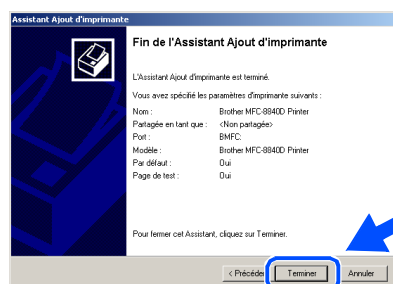 Assistant Ajout d'imprimante
Fin de l'Assistant Ajout d'imprimante
L'Assistant Ajout d'imprimante est terminé.
Vous avez spécifié les paramètres d'imprimante suivants :
Nom : Brother MFC-8840D Printer
Partagée en tant que : <Non partagée>
Port : BMFC:
Modèle : Brother MFC-8840D Printer
Par défaut : Oui
Page de test : Oui
Pour fermer cet Assistant, cliquez sur Terminer.
< Précéden Terminer Annuler